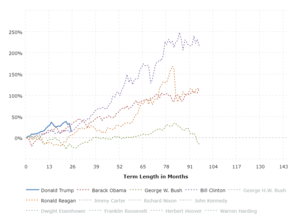 250%
200%
150%
100%
50%
0%
0 13 26 39 52 65 78 91 104 117 130 143
Term Length in Months
Donald Trump Barack Obama George W. Bush Bill Clinton George H.W. Bush
Ronald Reagan Jimmy Carter Richard Nixon John Kennedy
Dwight Eisenhower Franklin Roosevelt Herbert Hoover Warren Harding